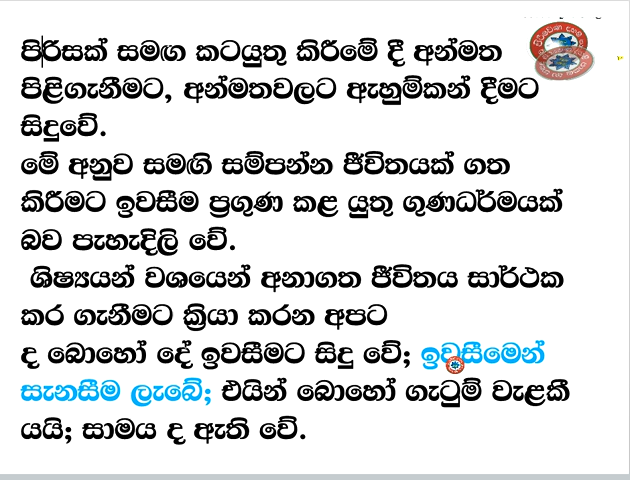 පිරිසක් සමඟ කටයුතු කිරීමේ දී අන්මත
පිළිගැනීමට, අන්මතවලට ඇහුම්කන් දීමට
සිදුවේ.
මේ අනුව සමඟි සම්පන්න ජීවිතයක් ගත
කිරීමට ඉවසීම ප්‍රගුණ කළ යුතු ගුණධර්මයක්
බව පැහැදිලි වේ.
ශිෂ්‍යයන් වශයෙන් අනාගත ජීවිතය සාර්ථක
කර ගැනීමට ක්‍රියා කරන අපට
ද බොහෝ දේ ඉවසීමට සිදු වේ; ඉවසීමෙන්
සැනසීම ලැබේ; එයින් බොහෝ ගැටුම් වැළකී
යයි; සාමය ද ඇති වේ.